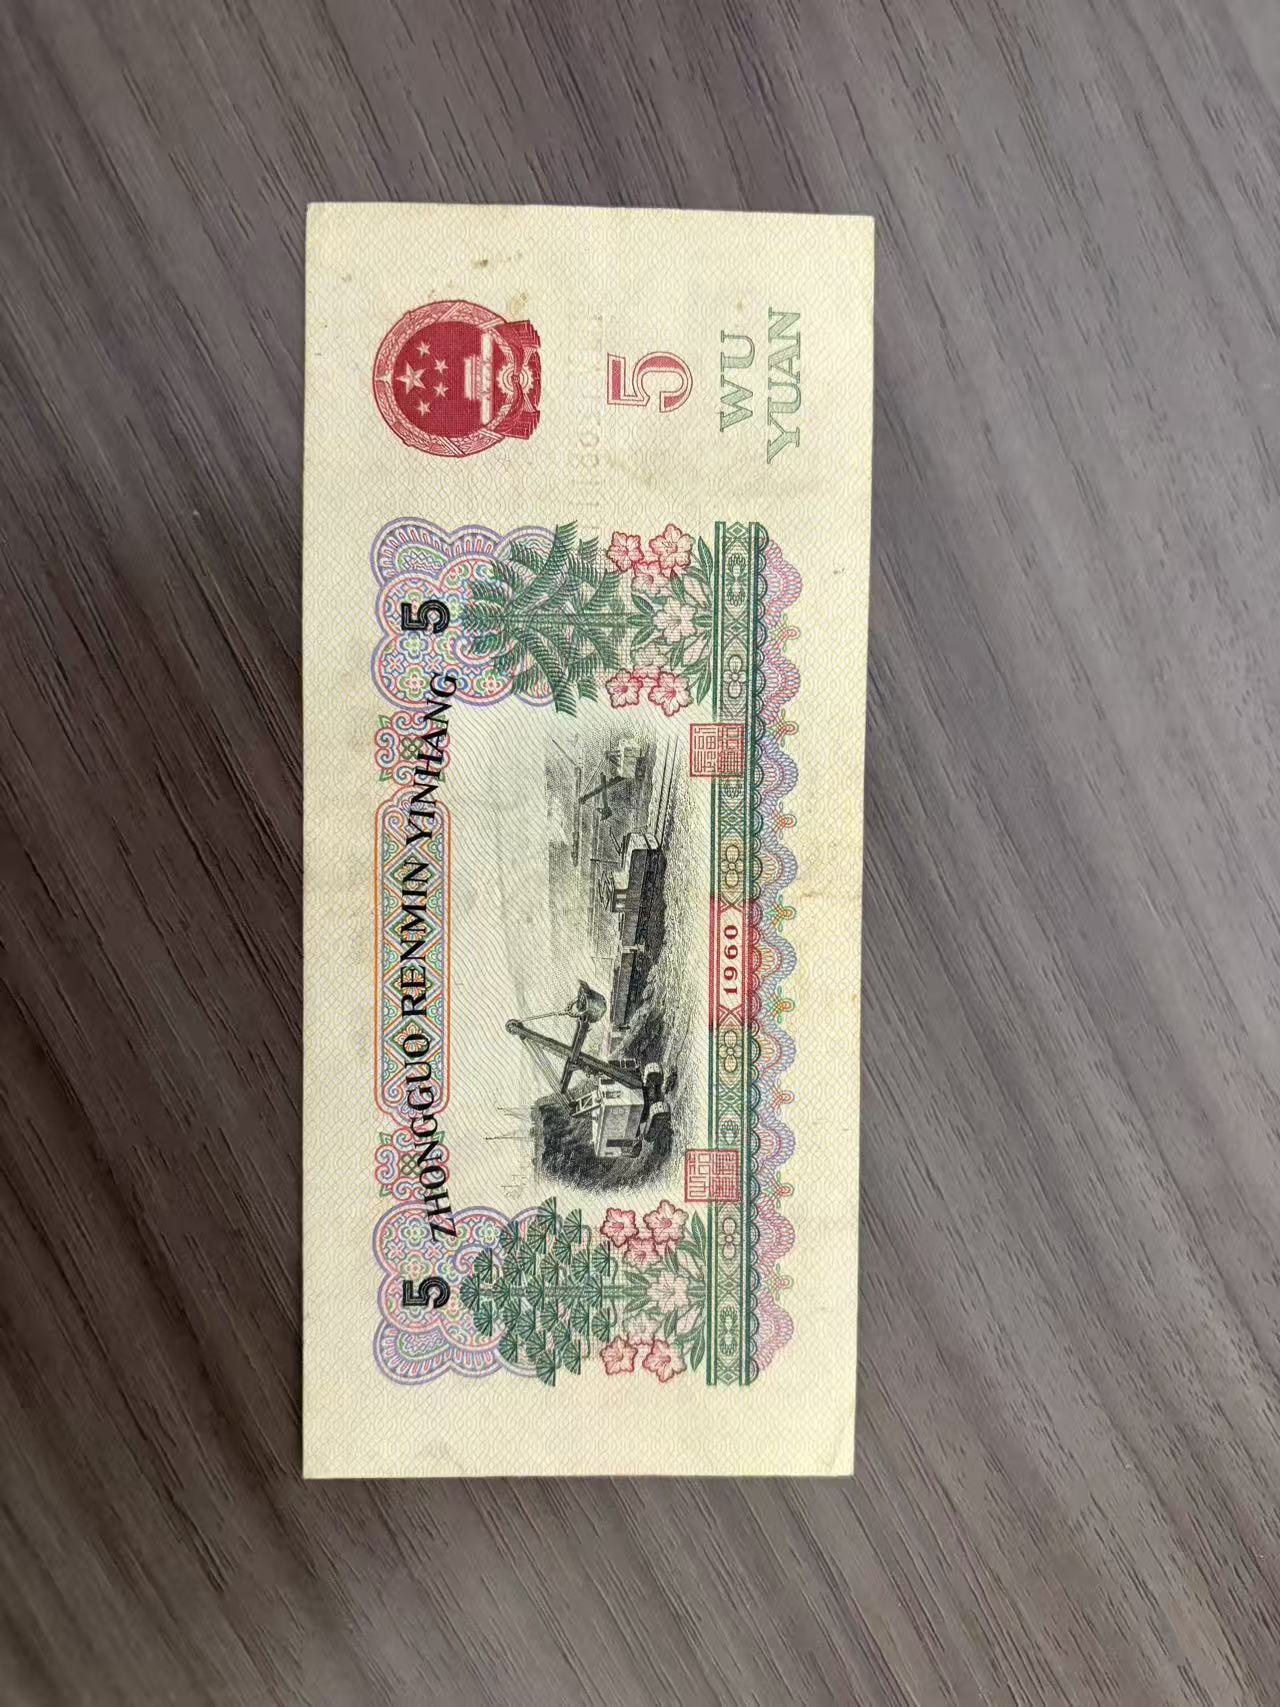 5 ZHONGGUO RENMIN YINHANG 5
1960
5
WU
YUAN